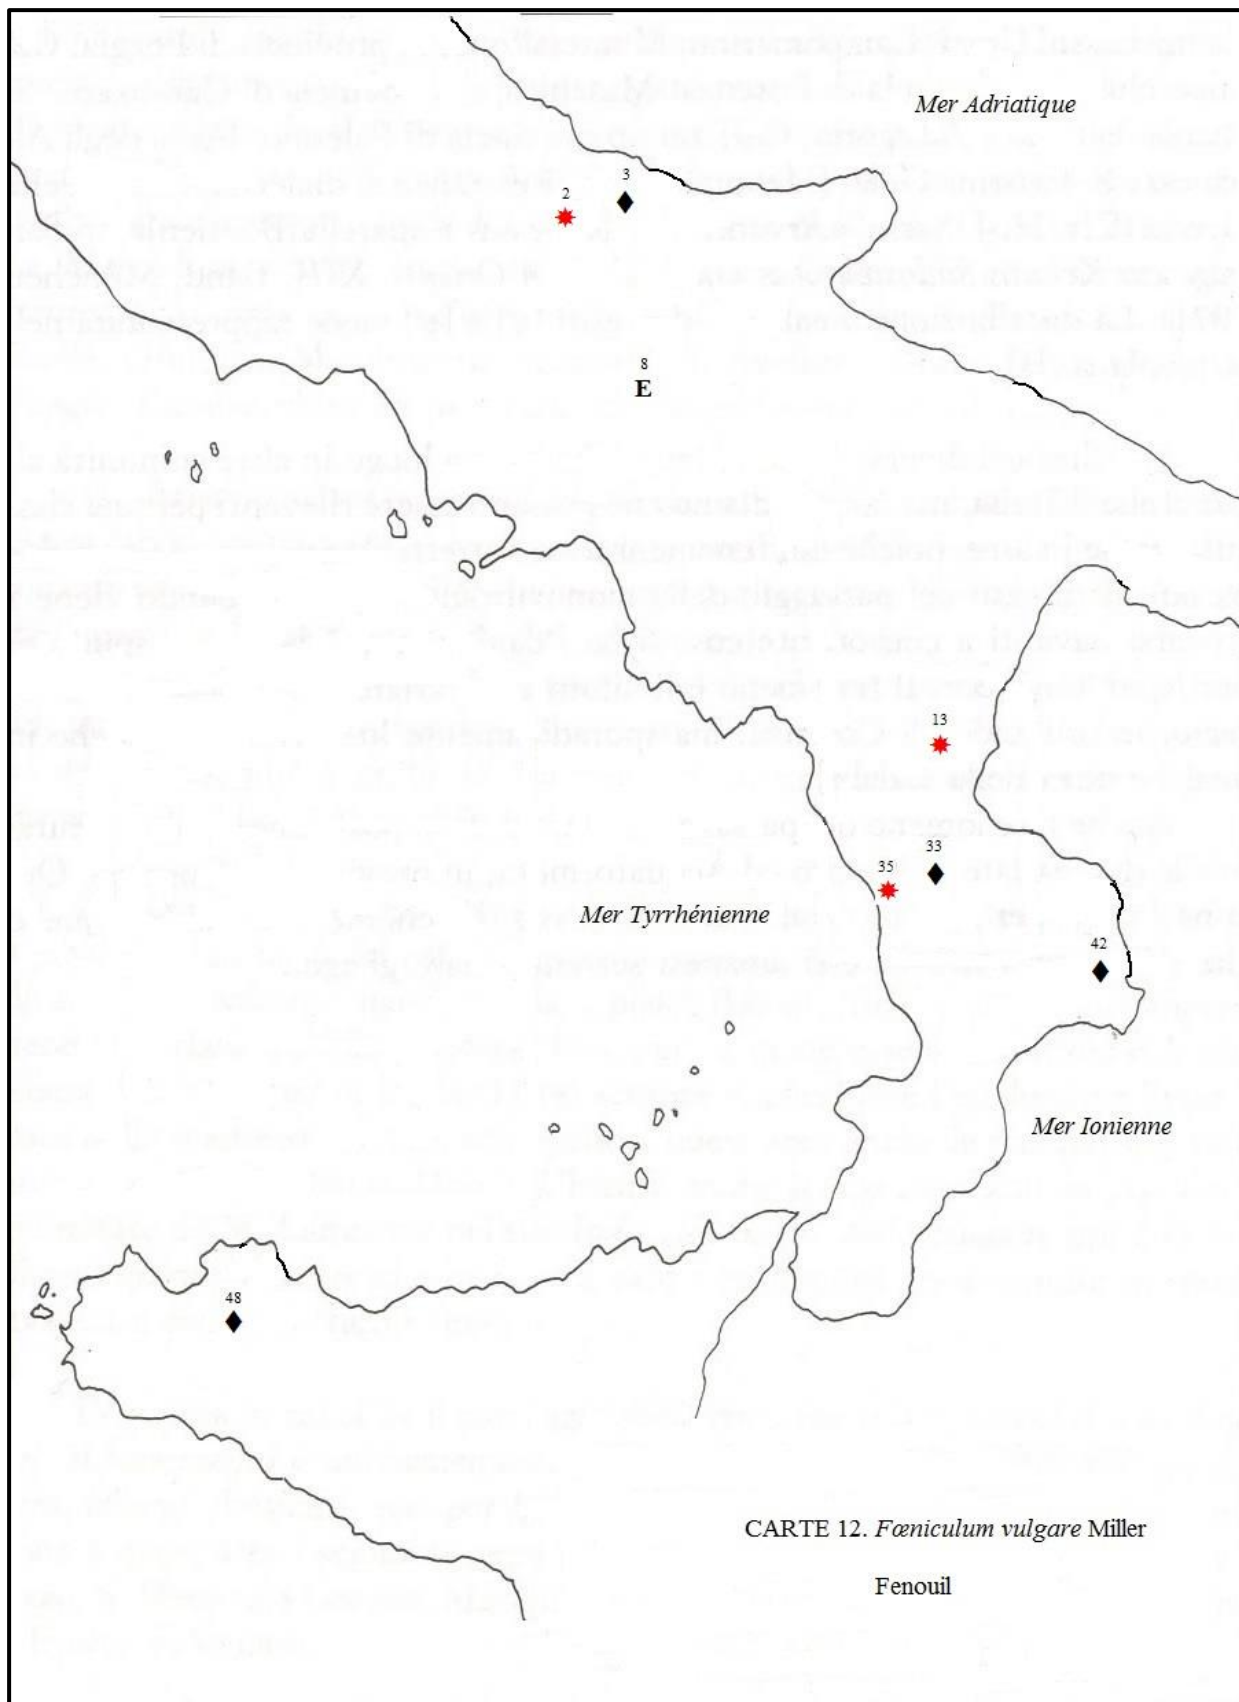 Mer Adriatique
3
2
8
E
13
33
35
Mer Tyrrhénienne
42
Mer Ionienne
48
CARTE 12. Fœniculum vulgare Miller
Fenouil